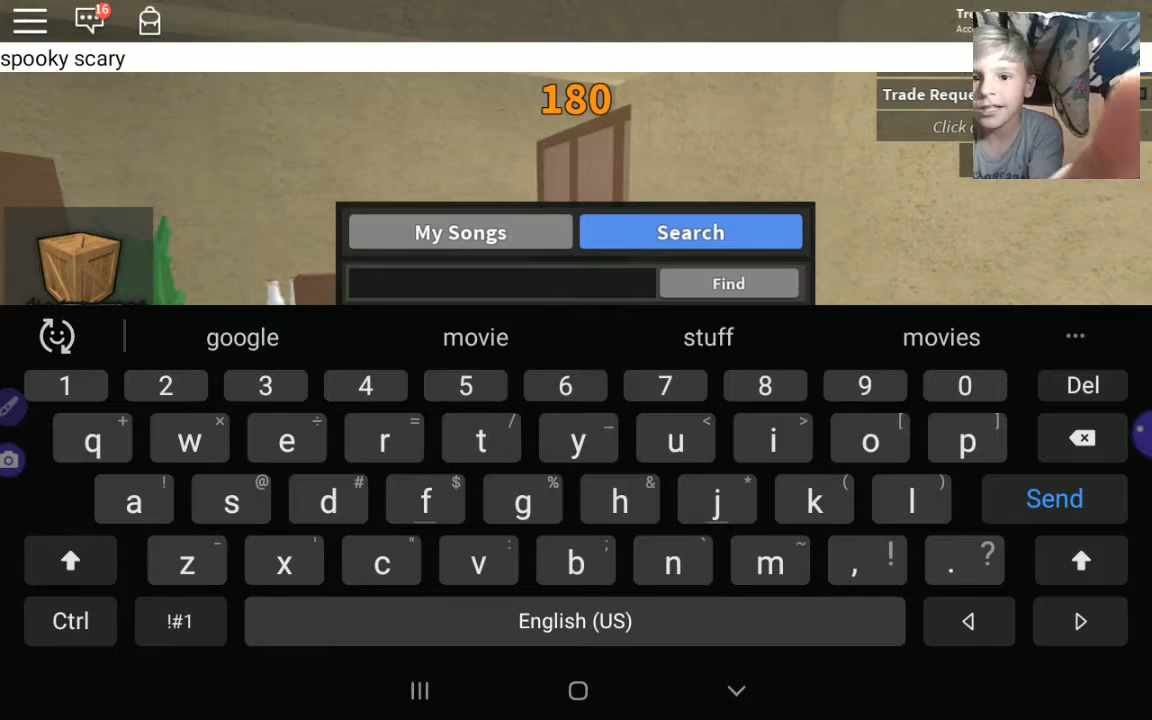 16
spooky scary
180
Trade Reque
Click
My Songs
Search
Find
google
movie
stuff
movies
...
1 2 3 4 5 6 7 8 9 0 Del
+ × ÷ = / _ < > [ ]
q w e r t y u i o p
! @ # $ % & * ( )
a s d f g h j k l Send
- ' " : ; ` ~ ! ?
z x c v b n m , .
Ctrl !#1 English (US)